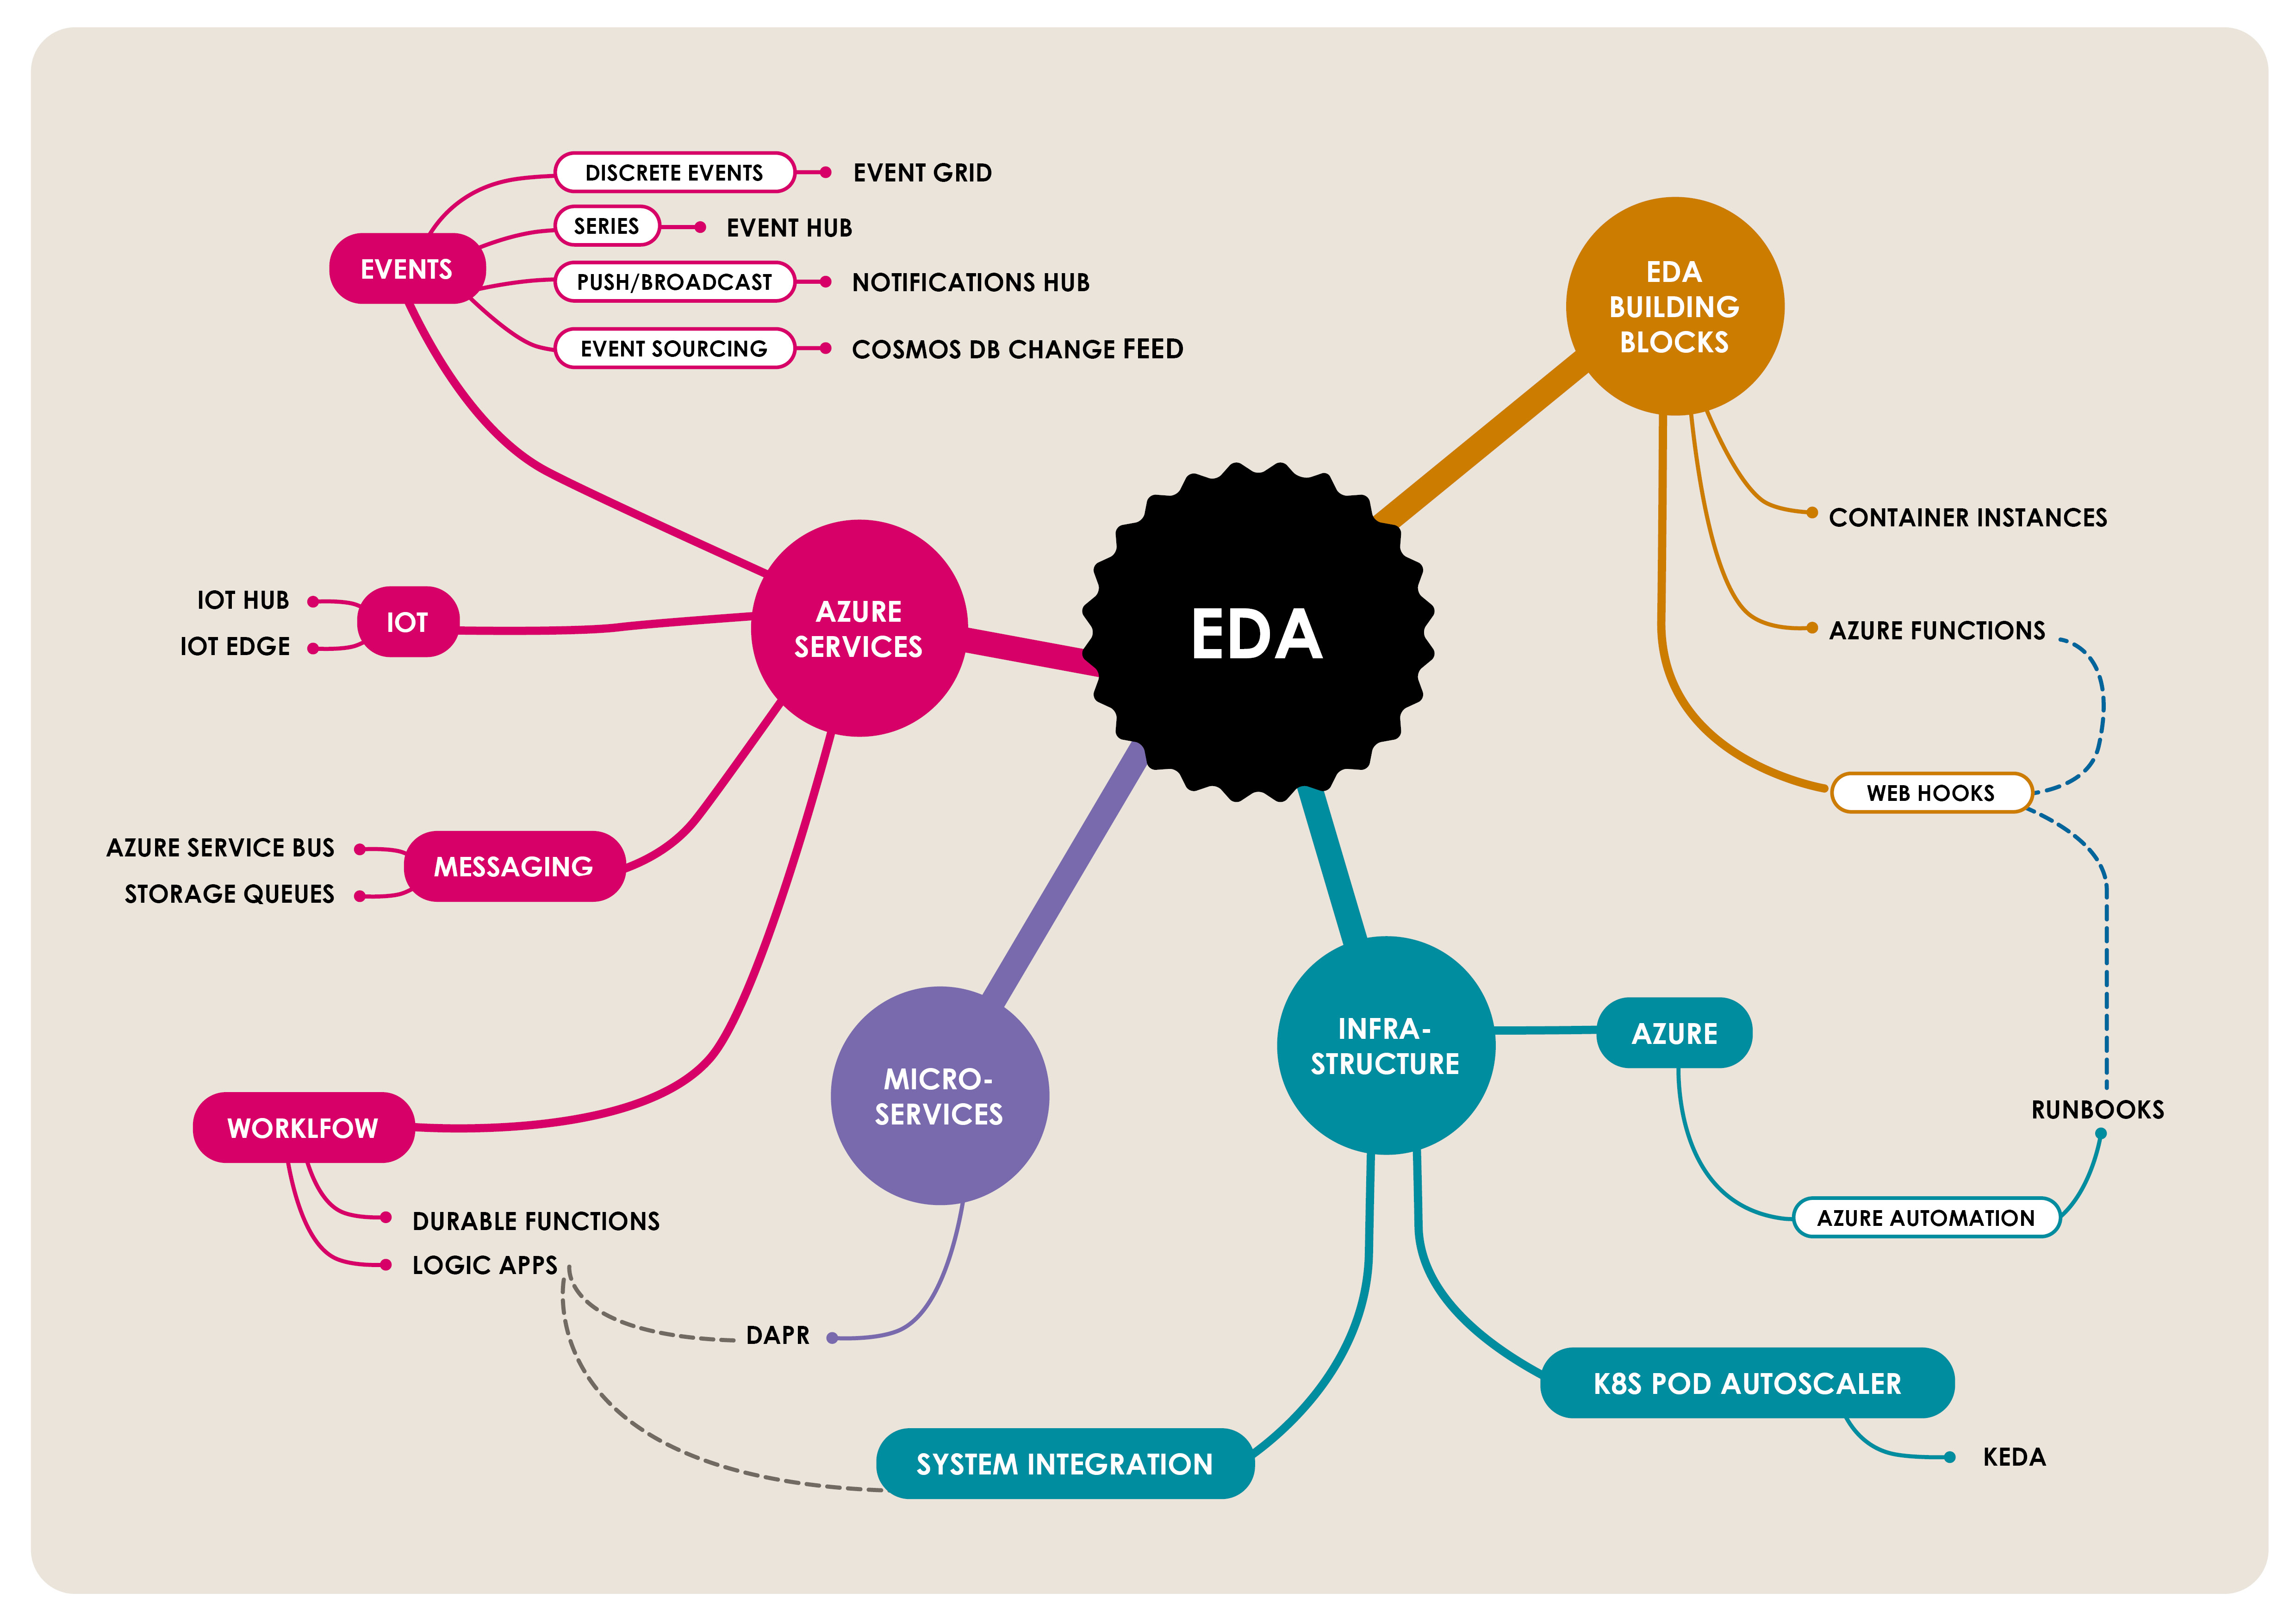 DISCRETE EVENTS
EVENT GRID
SERIES
EVENT HUB
EVENTS
PUSH/BROADCAST
NOTIFICATIONS HUB
EVENT SOURCING
COSMOS DB CHANGE FEED
EDA
BUILDING
BLOCKS
CONTAINER INSTANCES
AZURE FUNCTIONS
WEB HOOKS
EDA
AZURE
SERVICES
IOT HUB
IOT
IOT EDGE
AZURE SERVICE BUS
MESSAGING
STORAGE QUEUES
WORKLFOW
DURABLE FUNCTIONS
LOGIC APPS
MICRO-
SERVICES
DAPR
INFRA-
STRUCTURE
AZURE
RUNBOOKS
AZURE AUTOMATION
K8S POD AUTOSCALER
KEDA
SYSTEM INTEGRATION